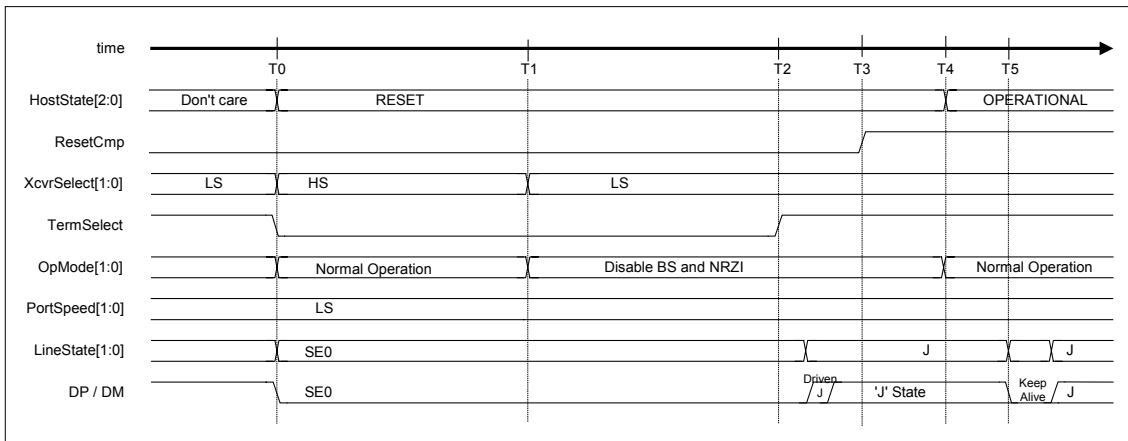 time
T0 T1 T2 T3 T4 T5
HostState[2:0] Don't care RESET OPERATIONAL
ResetCmp
XcvrSelect[1:0] LS HS LS
TermSelect
OpMode[1:0] Normal Operation Disable BS and NRZI Normal Operation
PortSpeed[1:0] LS
LineState[1:0] SE0 J J
DP / DM SE0 Driven J 'J' State Keep Alive J